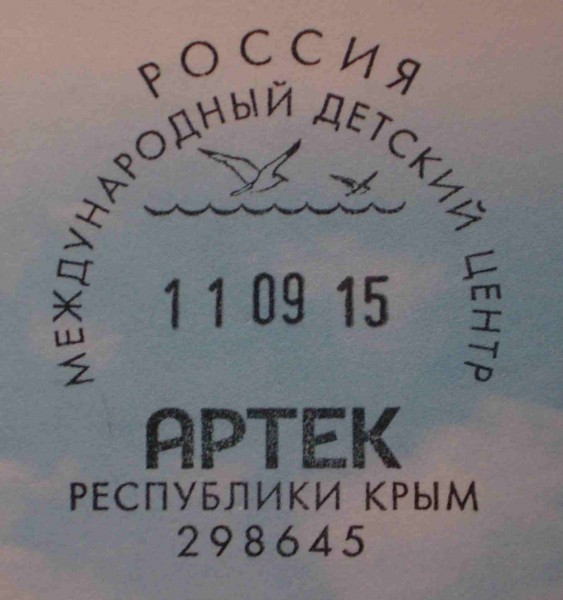 РОССИЯ
МЕЖДУНАРОДНЫЙ ДЕТСКИЙ ЦЕНТР
11 09 15
АРТЕК
РЕСПУБЛИКИ КРЫМ
298645